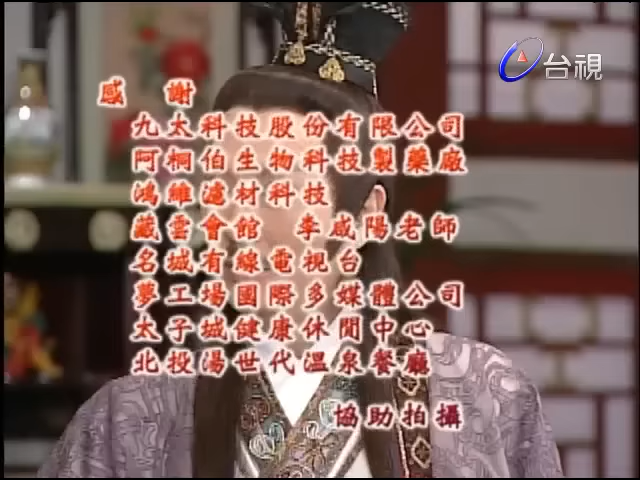 台視
感謝
九太科技股份有限公司
阿桐伯生物科技製藥廠
鴻維濾材科技
藏雲會館 李咸陽老師
名城有線電視台
夢工場國際多媒體公司
太子城健康休閒中心
北投湯世代溫泉餐廳
協助拍攝